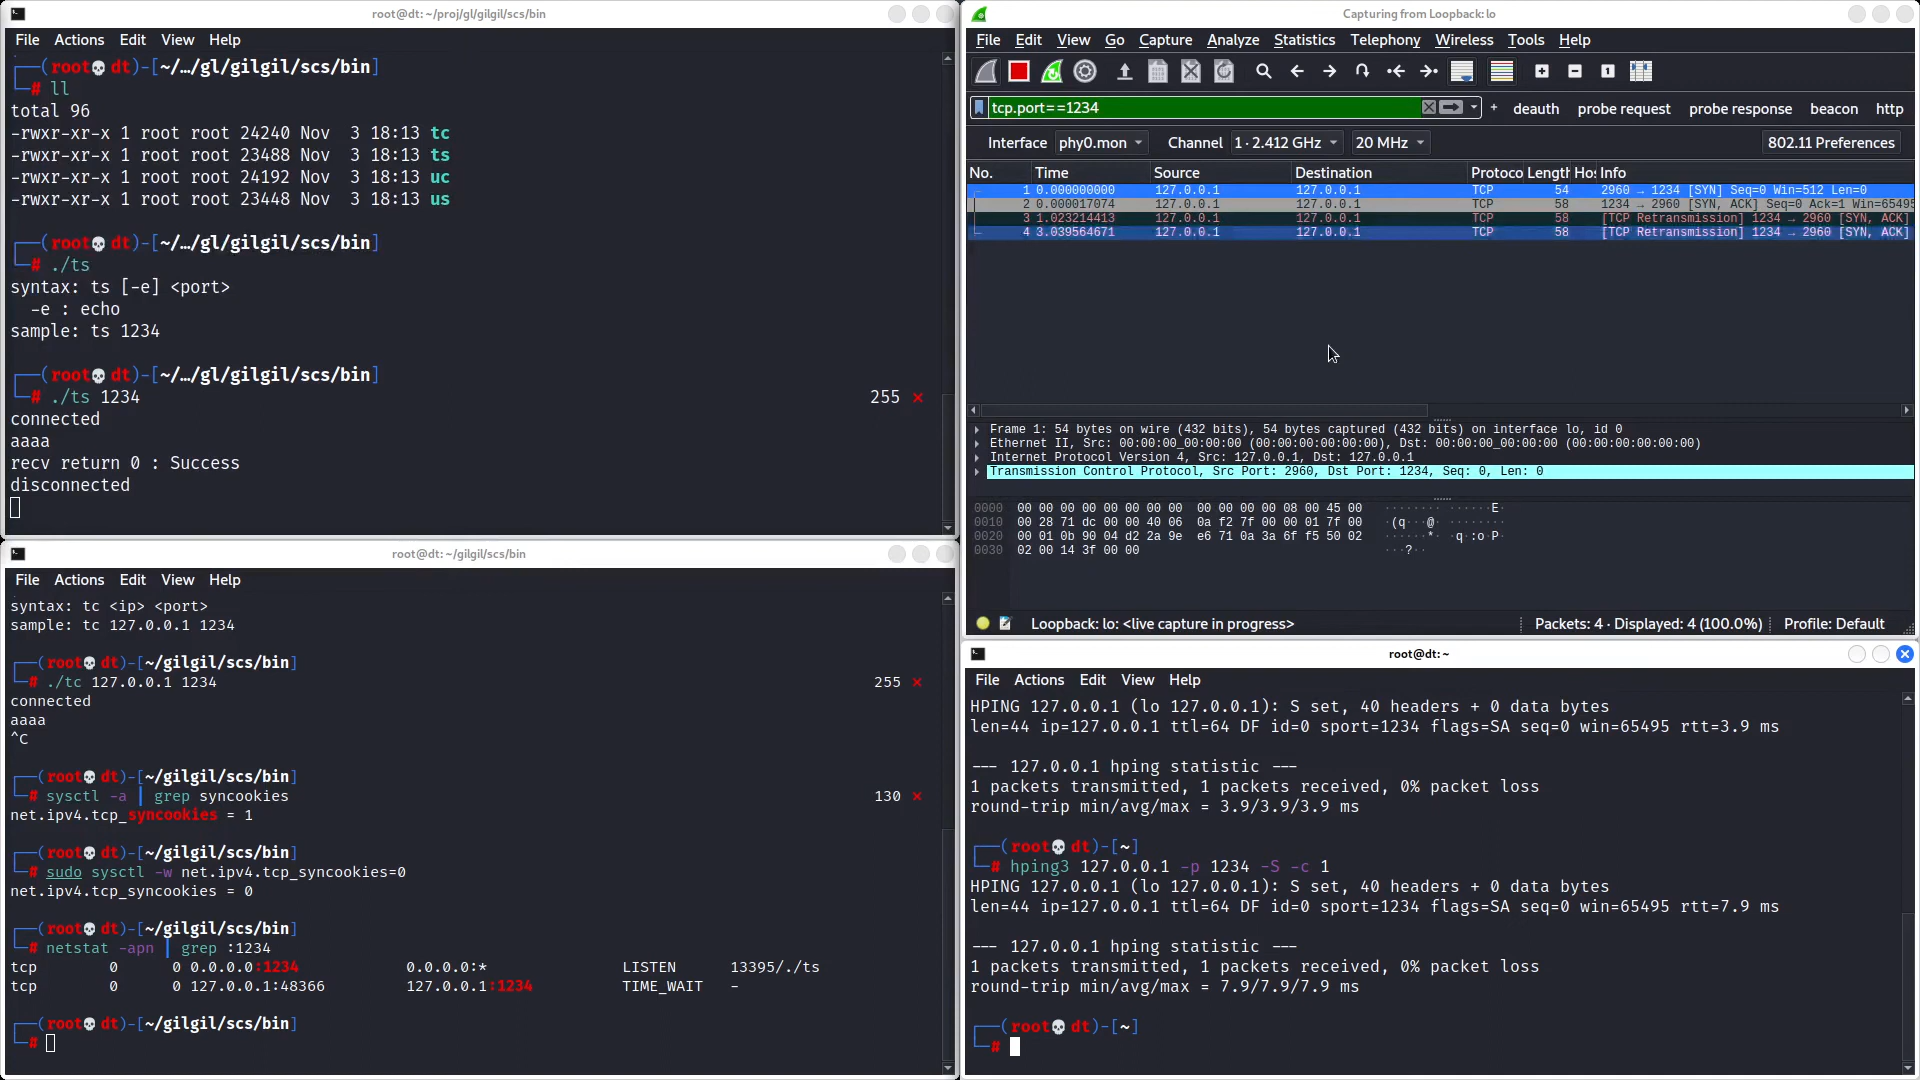 root@dt: ~/proj/gl/gilgil/scs/bin
File Actions Edit View Help
(root dt)-[~/…/gl/gilgil/scs/bin]
# ll
total 96
-rwxr-xr-x 1 root root 24240 Nov 3 18:13 tc
-rwxr-xr-x 1 root root 23488 Nov 3 18:13 ts
-rwxr-xr-x 1 root root 24192 Nov 3 18:13 uc
-rwxr-xr-x 1 root root 23448 Nov 3 18:13 us
(root dt)-[~/…/gl/gilgil/scs/bin]
# ./ts
syntax: ts [-e] <port>
-e : echo
sample: ts 1234
(root dt)-[~/…/gl/gilgil/scs/bin]
# ./ts 1234 255 ×
connected
aaaa
recv return 0 : Success
disconnected
root@dt: ~/gilgil/scs/bin
File Actions Edit View Help
syntax: tc <ip> <port>
sample: tc 127.0.0.1 1234
(root dt)-[~/gilgil/scs/bin]
# ./tc 127.0.0.1 1234 255 ×
connected
aaaa
^C
(root dt)-[~/gilgil/scs/bin]
# sysctl -a | grep syncookies 130 ×
net.ipv4.tcp_syncookies = 1
(root dt)-[~/gilgil/scs/bin]
# sudo sysctl -w net.ipv4.tcp_syncookies=0
net.ipv4.tcp_syncookies = 0
(root dt)-[~/gilgil/scs/bin]
# netstat -apn | grep :1234
tcp 0 0 0.0.0.0:1234 0.0.0.0:* LISTEN 13395/./ts
tcp 0 0 127.0.0.1:48366 127.0.0.1:1234 TIME_WAIT -
(root dt)-[~/gilgil/scs/bin]
#
Capturing from Loopback: lo
File Edit View Go Capture Analyze Statistics Telephony Wireless Tools Help
tcp.port==1234 + deauth probe request probe response beacon http
Interface phy0.mon Channel 1 · 2.412 GHz 20 MHz 802.11 Preferences
No. Time Source Destination Protoco Length Hos Info
1 0.000000000 127.0.0.1 127.0.0.1 TCP 54 2960 → 1234 [SYN] Seq=0 Win=512 Len=0
2 0.000017074 127.0.0.1 127.0.0.1 TCP 58 1234 → 2960 [SYN, ACK] Seq=0 Ack=1 Win=65495
3 1.023214413 127.0.0.1 127.0.0.1 TCP 58 [TCP Retransmission] 1234 → 2960 [SYN, ACK]
4 3.039564671 127.0.0.1 127.0.0.1 TCP 58 [TCP Retransmission] 1234 → 2960 [SYN, ACK]
Frame 1: 54 bytes on wire (432 bits), 54 bytes captured (432 bits) on interface lo, id 0
Ethernet II, Src: 00:00:00_00:00:00 (00:00:00:00:00:00), Dst: 00:00:00_00:00:00 (00:00:00:00:00:00)
Internet Protocol Version 4, Src: 127.0.0.1, Dst: 127.0.0.1
Transmission Control Protocol, Src Port: 2960, Dst Port: 1234, Seq: 0, Len: 0
0000 00 00 00 00 00 00 00 00 00 00 00 00 08 00 45 00 ········ ······E·
0010 00 28 71 dc 00 00 40 06 0a f2 7f 00 00 01 7f 00 ·(q···@· ········
0020 00 01 0b 90 04 d2 2a 9e e6 71 0a 3a 6f f5 50 02 ······*· ·q·:o·P·
0030 02 00 14 3f 00 00 ···?··
Loopback: lo: <live capture in progress> Packets: 4 · Displayed: 4 (100.0%) Profile: Default
root@dt: ~
File Actions Edit View Help
HPING 127.0.0.1 (lo 127.0.0.1): S set, 40 headers + 0 data bytes
len=44 ip=127.0.0.1 ttl=64 DF id=0 sport=1234 flags=SA seq=0 win=65495 rtt=3.9 ms
--- 127.0.0.1 hping statistic ---
1 packets transmitted, 1 packets received, 0% packet loss
round-trip min/avg/max = 3.9/3.9/3.9 ms
(root dt)-[~]
# hping3 127.0.0.1 -p 1234 -S -c 1
HPING 127.0.0.1 (lo 127.0.0.1): S set, 40 headers + 0 data bytes
len=44 ip=127.0.0.1 ttl=64 DF id=0 sport=1234 flags=SA seq=0 win=65495 rtt=7.9 ms
--- 127.0.0.1 hping statistic ---
1 packets transmitted, 1 packets received, 0% packet loss
round-trip min/avg/max = 7.9/7.9/7.9 ms
(root dt)-[~]
#